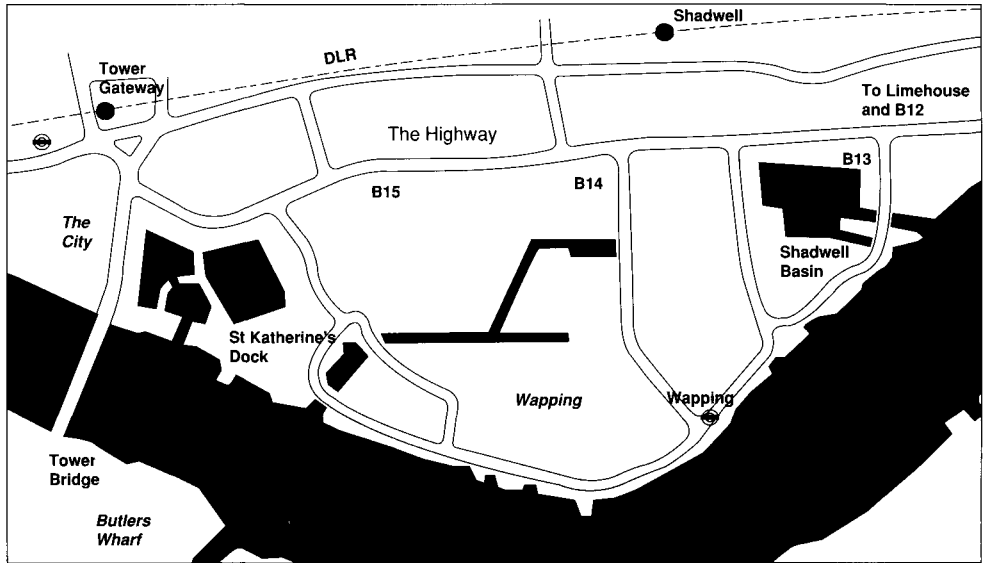 Shadwell
DLR
Tower
Gateway
To Limehouse
and B12
The Highway
B13
B14
B15
The
City
Shadwell
Basin
St Katherine's
Dock
Wapping
Wapping
Tower
Bridge
Butlers
Wharf